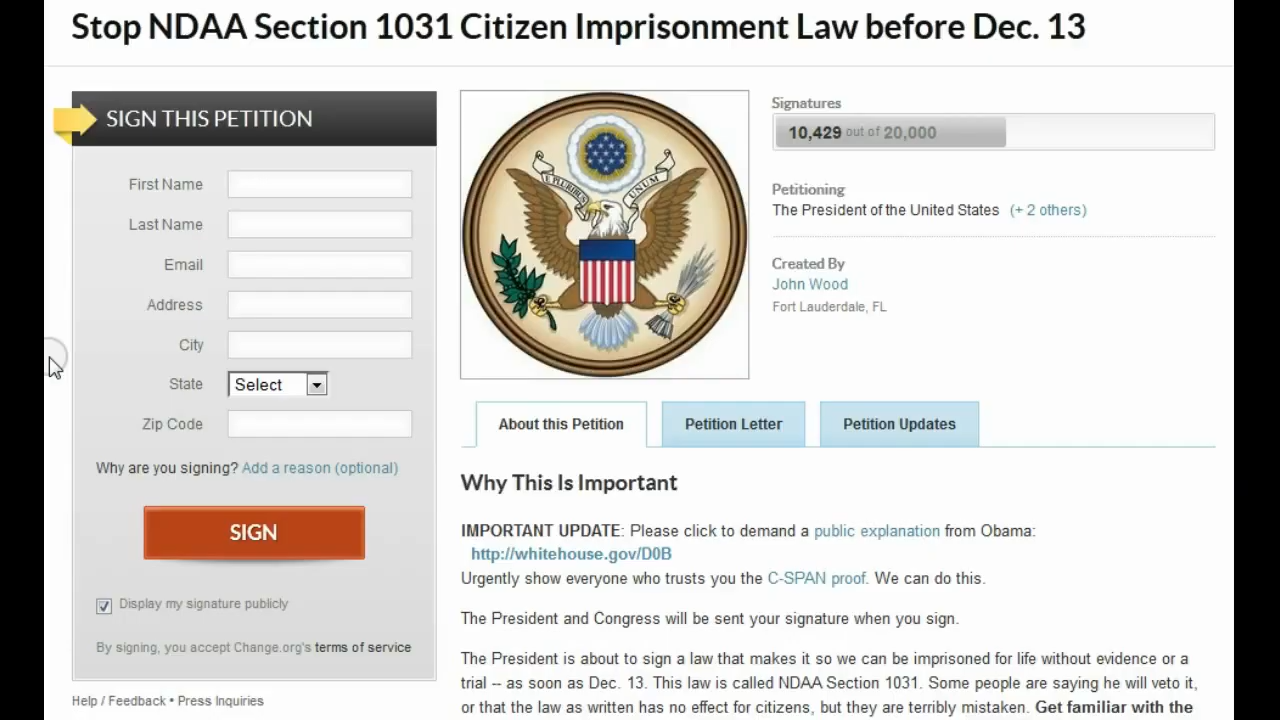 Stop NDAA Section 1031 Citizen Imprisonment Law before Dec. 13
SIGN THIS PETITION
First Name
Last Name
Email
Address
City
State
Select
Zip Code
Why are you signing? Add a reason (optional)
SIGN
Display my signature publicly
By signing, you accept Change.org's terms of service
Help / Feedback • Press Inquiries
E PLURIBUS
UNUM
Signatures
10,429 out of 20,000
Petitioning
The President of the United States (+ 2 others)
Created By
John Wood
Fort Lauderdale, FL
About this Petition
Petition Letter
Petition Updates
Why This Is Important
IMPORTANT UPDATE: Please click to demand a public explanation from Obama:
http://whitehouse.gov/D0B
Urgently show everyone who trusts you the C-SPAN proof. We can do this.
The President and Congress will be sent your signature when you sign.
The President is about to sign a law that makes it so we can be imprisoned for life without evidence or a
trial -- as soon as Dec. 13. This law is called NDAA Section 1031. Some people are saying he will veto it,
or that the law as written has no effect for citizens, but they are terribly mistaken. Get familiar with the